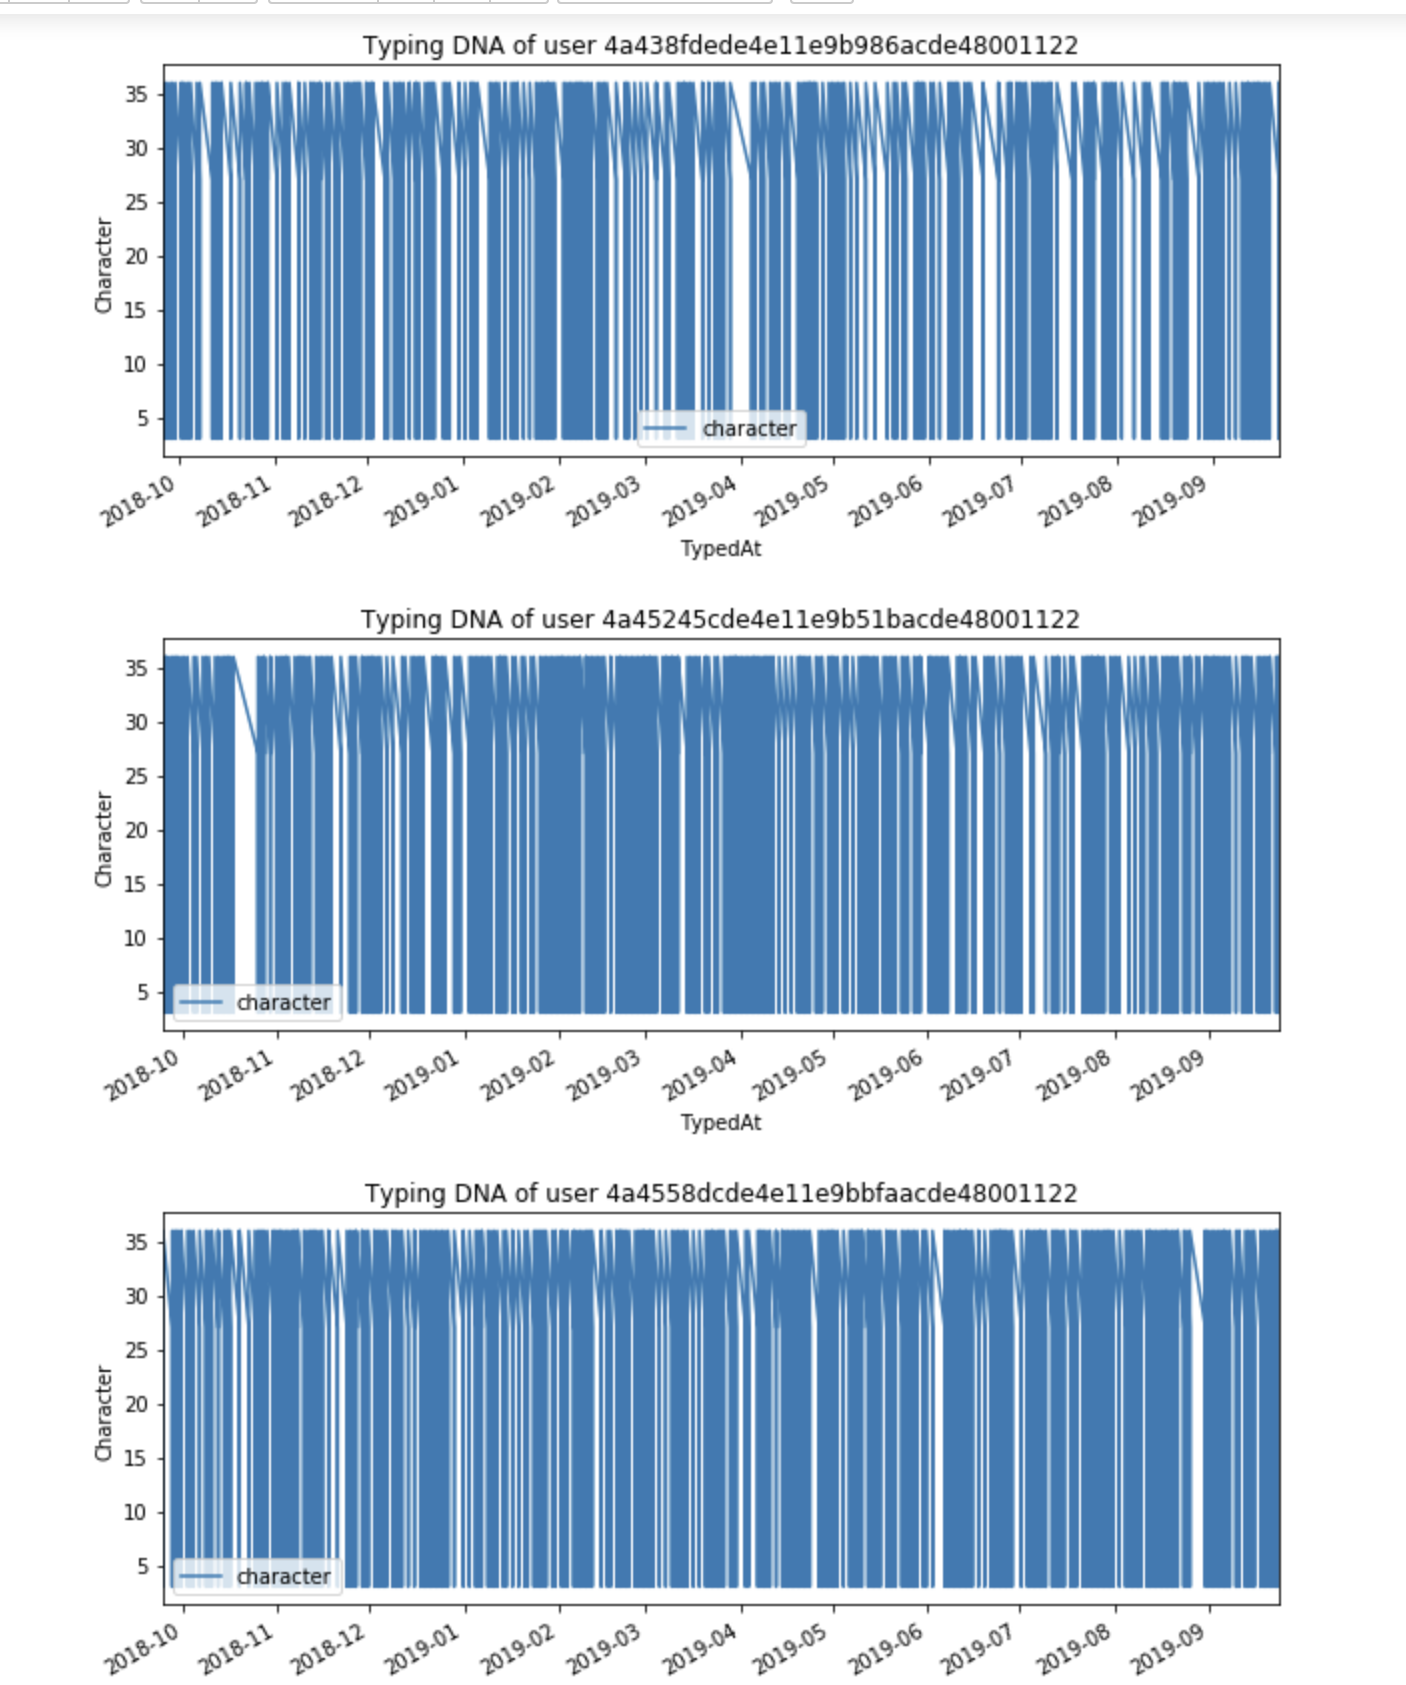 Typing DNA of user 4a438fdede4e11e9b986acde48001122
35
30
25
20
15
10
5
Character
character
2018-10 2018-11 2018-12 2019-01 2019-02 2019-03 2019-04 2019-05 2019-06 2019-07 2019-08 2019-09
TypedAt
Typing DNA of user 4a45245cde4e11e9b51bacde48001122
35
30
25
20
15
10
5
Character
character
2018-10 2018-11 2018-12 2019-01 2019-02 2019-03 2019-04 2019-05 2019-06 2019-07 2019-08 2019-09
TypedAt
Typing DNA of user 4a4558dcde4e11e9bbfaacde48001122
35
30
25
20
15
10
5
Character
character
2018-10 2018-11 2018-12 2019-01 2019-02 2019-03 2019-04 2019-05 2019-06 2019-07 2019-08 2019-09